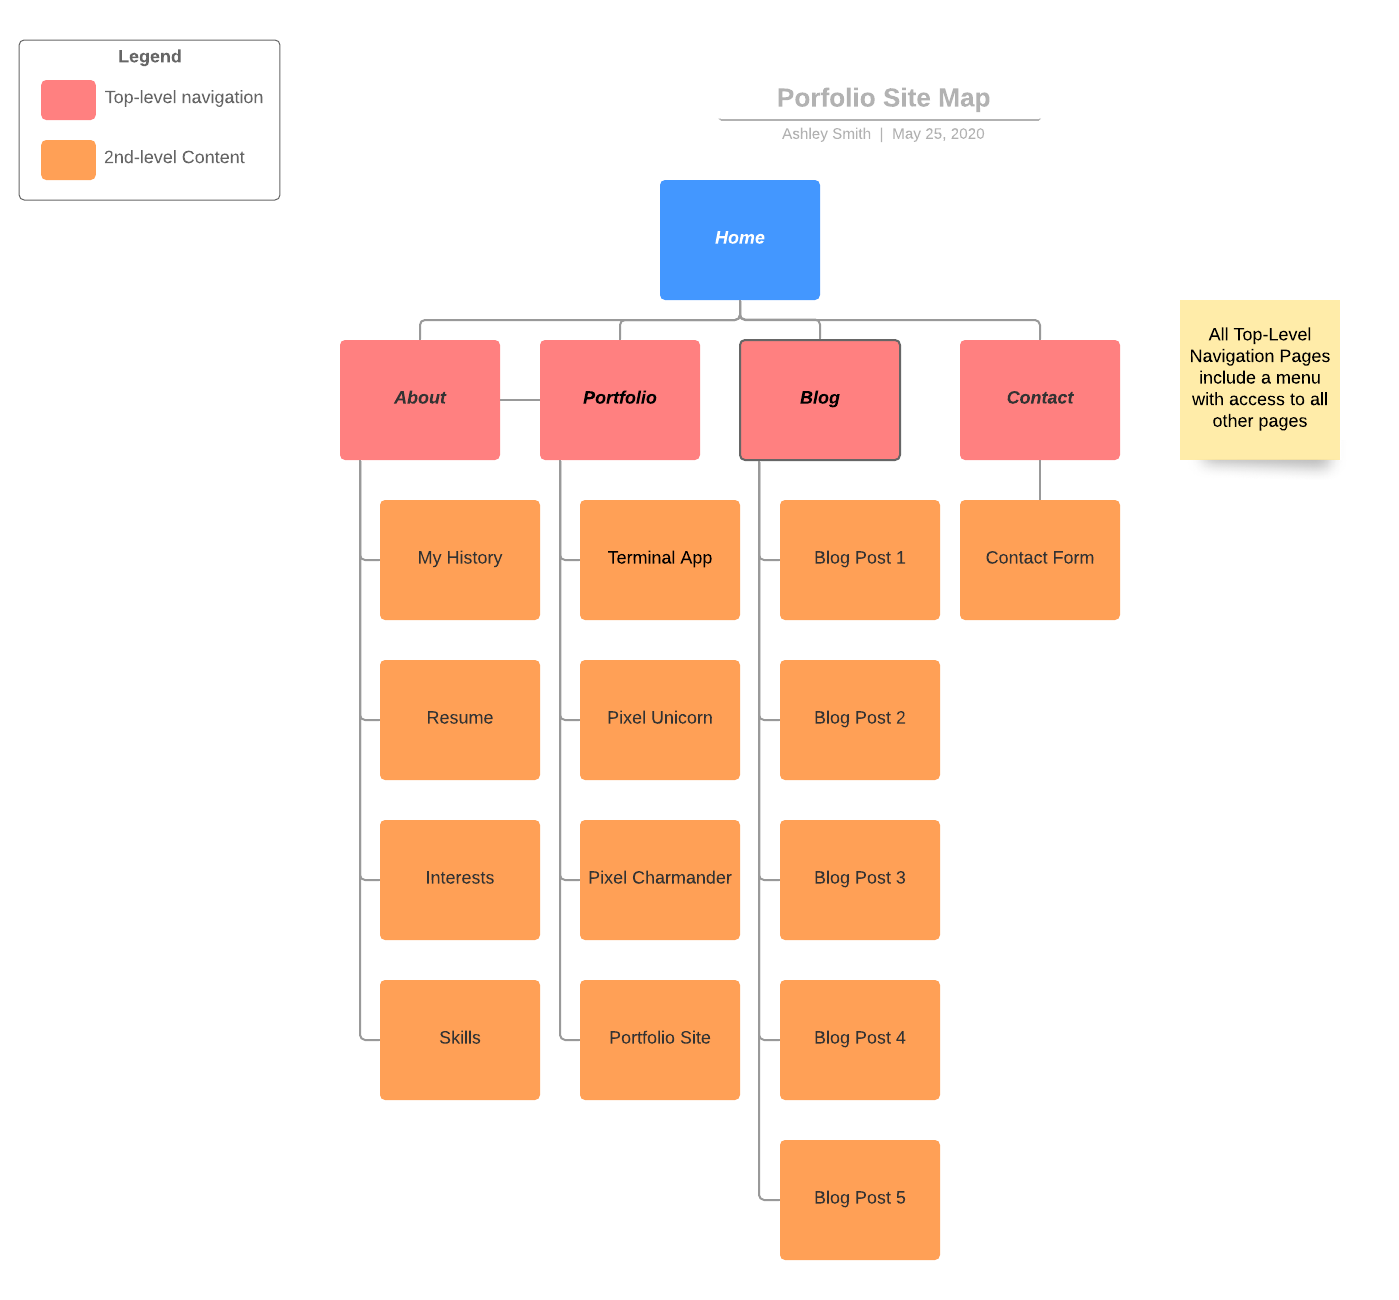 Legend
Top-level navigation
2nd-level Content
Porfolio Site Map
Ashley Smith | May 25, 2020
Home
About
Portfolio
Blog
Contact
All Top-Level
Navigation Pages
include a menu
with access to all
other pages
My History
Terminal App
Blog Post 1
Contact Form
Resume
Pixel Unicorn
Blog Post 2
Interests
Pixel Charmander
Blog Post 3
Skills
Portfolio Site
Blog Post 4
Blog Post 5